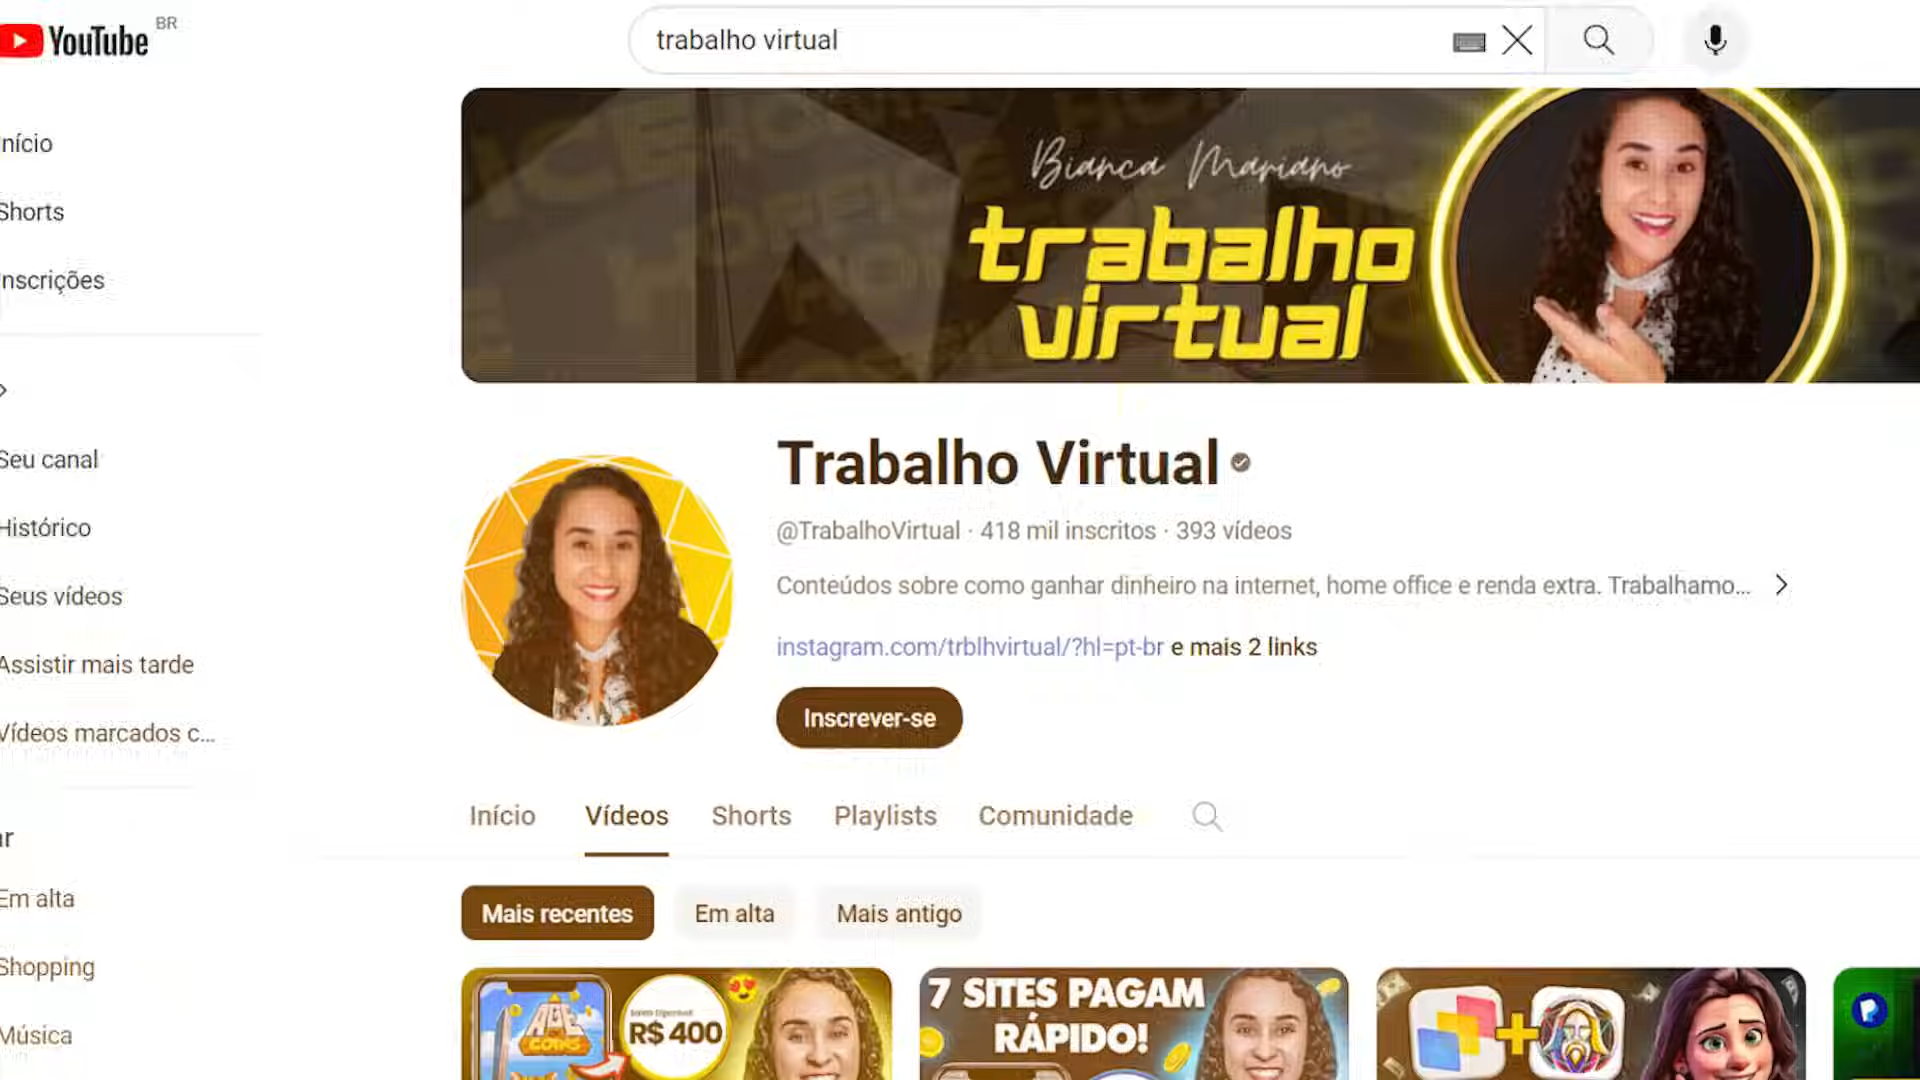 YouTube BR
trabalho virtual
nício
Shorts
nscrições
Seu canal
Histórico
Seus vídeos
Assistir mais tarde
Vídeos marcados c...
r
Em alta
Shopping
Música
Bianca Mariano
trabalho
virtual
Trabalho Virtual
@TrabalhoVirtual · 418 mil inscritos · 393 vídeos
Conteúdos sobre como ganhar dinheiro na internet, home office e renda extra. Trabalhamo...
instagram.com/trblhvirtual/?hl=pt-br e mais 2 links
Inscrever-se
Início Vídeos Shorts Playlists Comunidade
Mais recentes Em alta Mais antigo
AGE
COINS
R$ 400
7 SITES PAGAM
RÁPIDO!